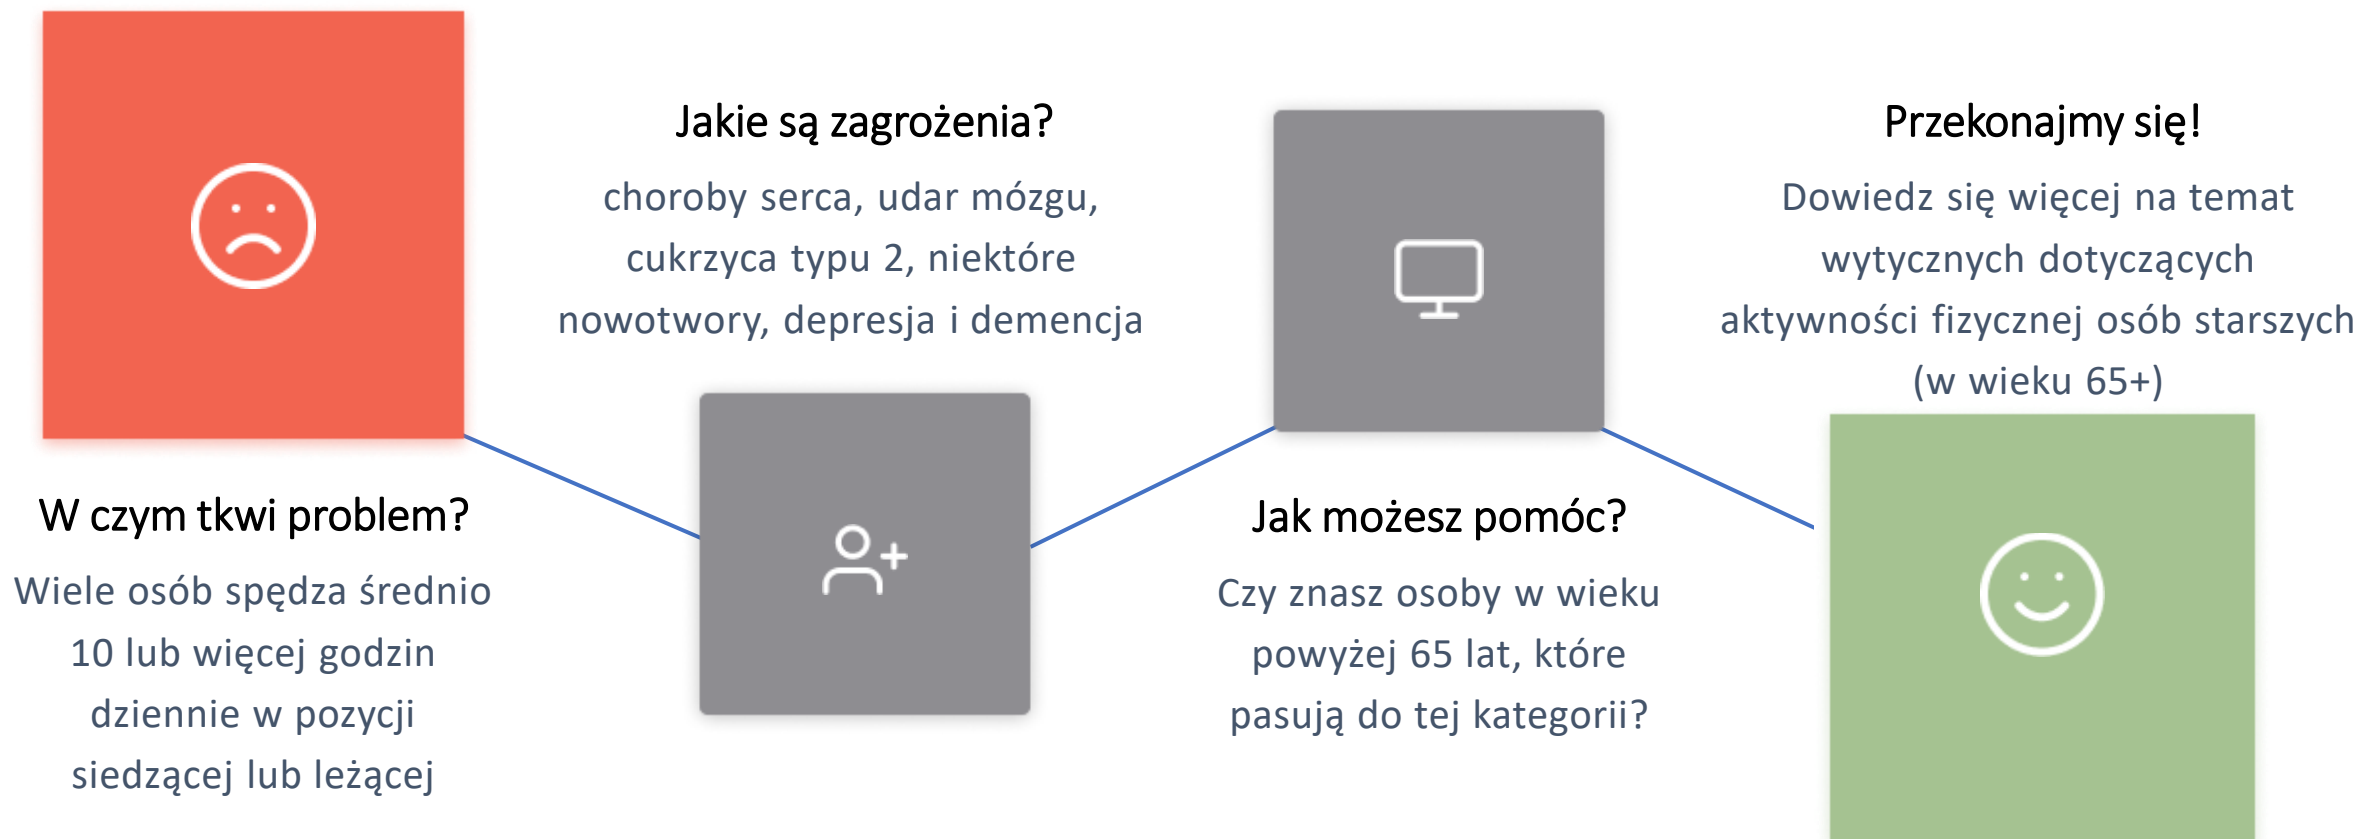 W czym tkwi problem?
Wiele osób spędza średnio
10 lub więcej godzin
dziennie w pozycji
siedzącej lub leżącej
Jakie są zagrożenia?
choroby serca, udar mózgu,
cukrzyca typu 2, niektóre
nowotwory, depresja i demencja
Jak możesz pomóc?
Czy znasz osoby w wieku
powyżej 65 lat, które
pasują do tej kategorii?
Przekonajmy się!
Dowiedz się więcej na temat
wytycznych dotyczących
aktywności fizycznej osób starszych
(w wieku 65+)